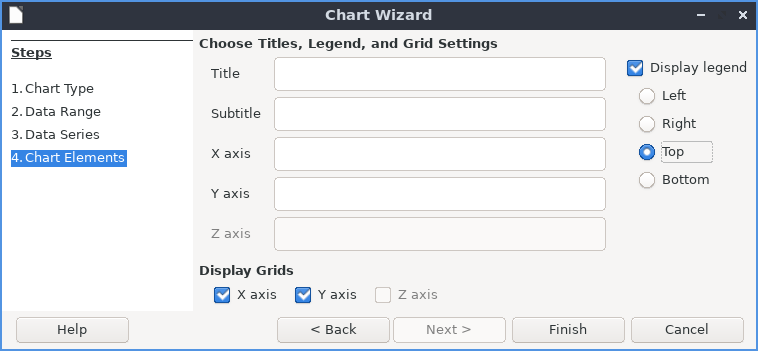 Chart Wizard
Steps
1. Chart Type
2. Data Range
3. Data Series
4. Chart Elements
Choose Titles, Legend, and Grid Settings
Title
Subtitle
X axis
Y axis
Z axis
Display legend
Left
Right
Top
Bottom
Display Grids
X axis
Y axis
Z axis
Help
< Back
Next >
Finish
Cancel